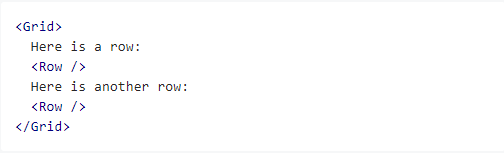 <Grid>
  Here is a row:
  <Row />
  Here is another row:
  <Row />
</Grid>